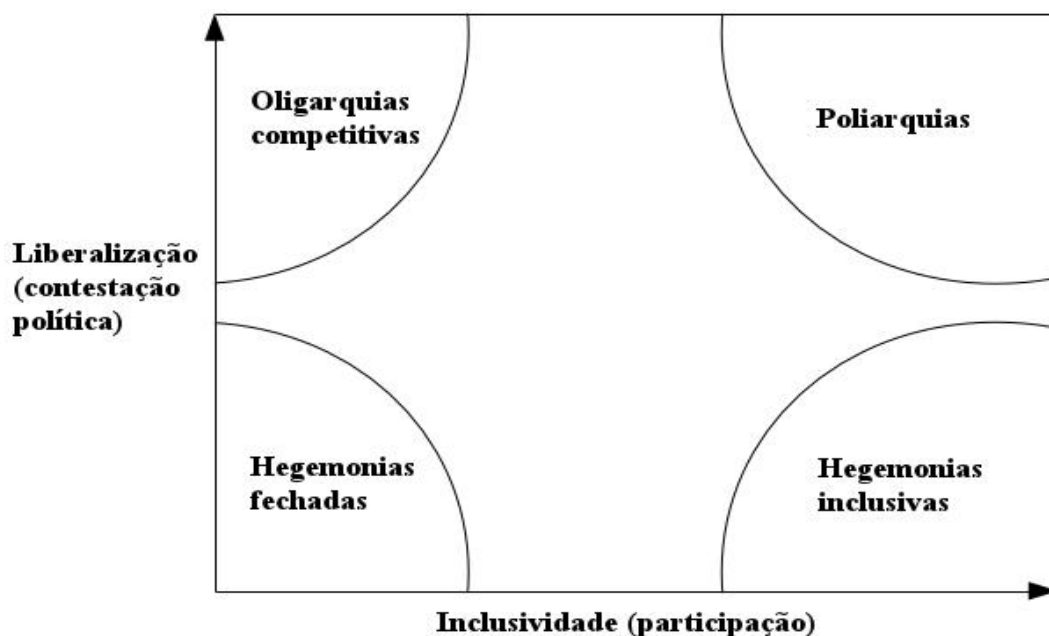 Oligarquias
competitivas
Poliarquias
Liberalização
(contestação
política)
Hegemonias
fechadas
Hegemonias
inclusivas
Inclusividade (participação)